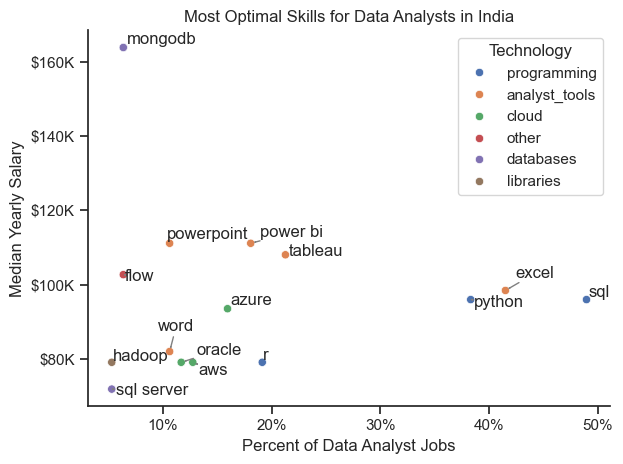 Most Optimal Skills for Data Analysts in India
mongodb
Technology
programming
analyst_tools
cloud
other
databases
libraries
$160K
$140K
$120K
$100K
$80K
Median Yearly Salary
powerpoint
power bi
tableau
flow
excel
sql
python
azure
word
hadoop
oracle
r
aws
sql server
10%
20%
30%
40%
50%
Percent of Data Analyst Jobs